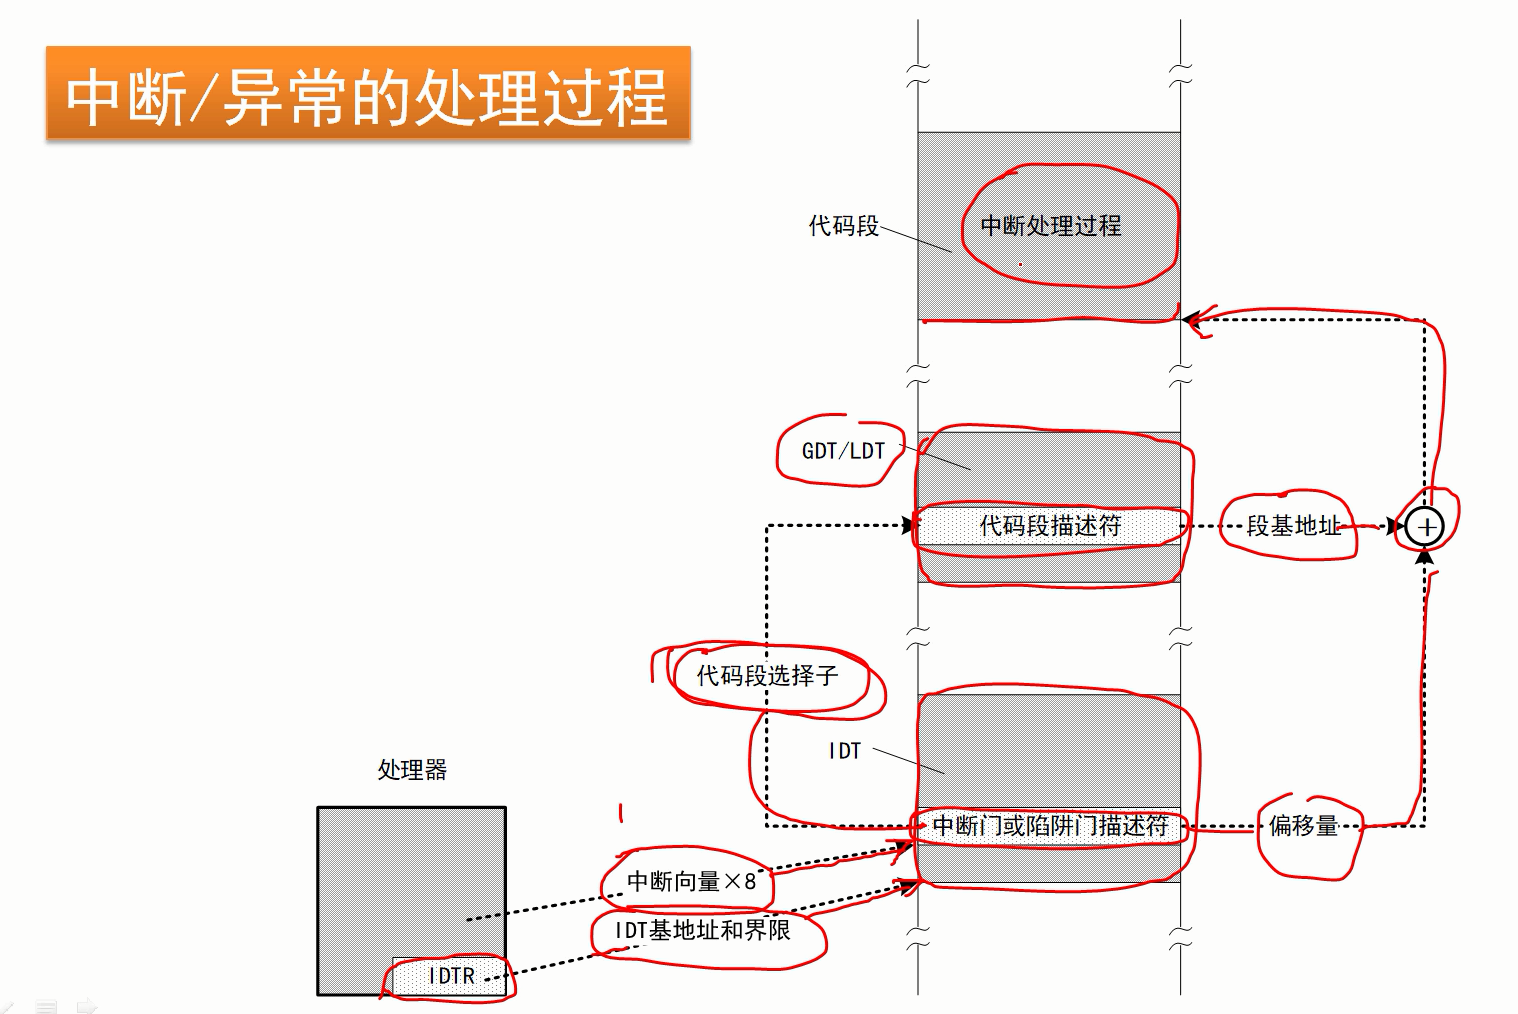 中断/异常的处理过程
代码段
中断处理过程
GDT/LDT
代码段描述符
段基地址
+
代码段选择子
IDT
处理器
中断门或陷阱门描述符
偏移量
中断向量×8
IDT基地址和界限
IDTR